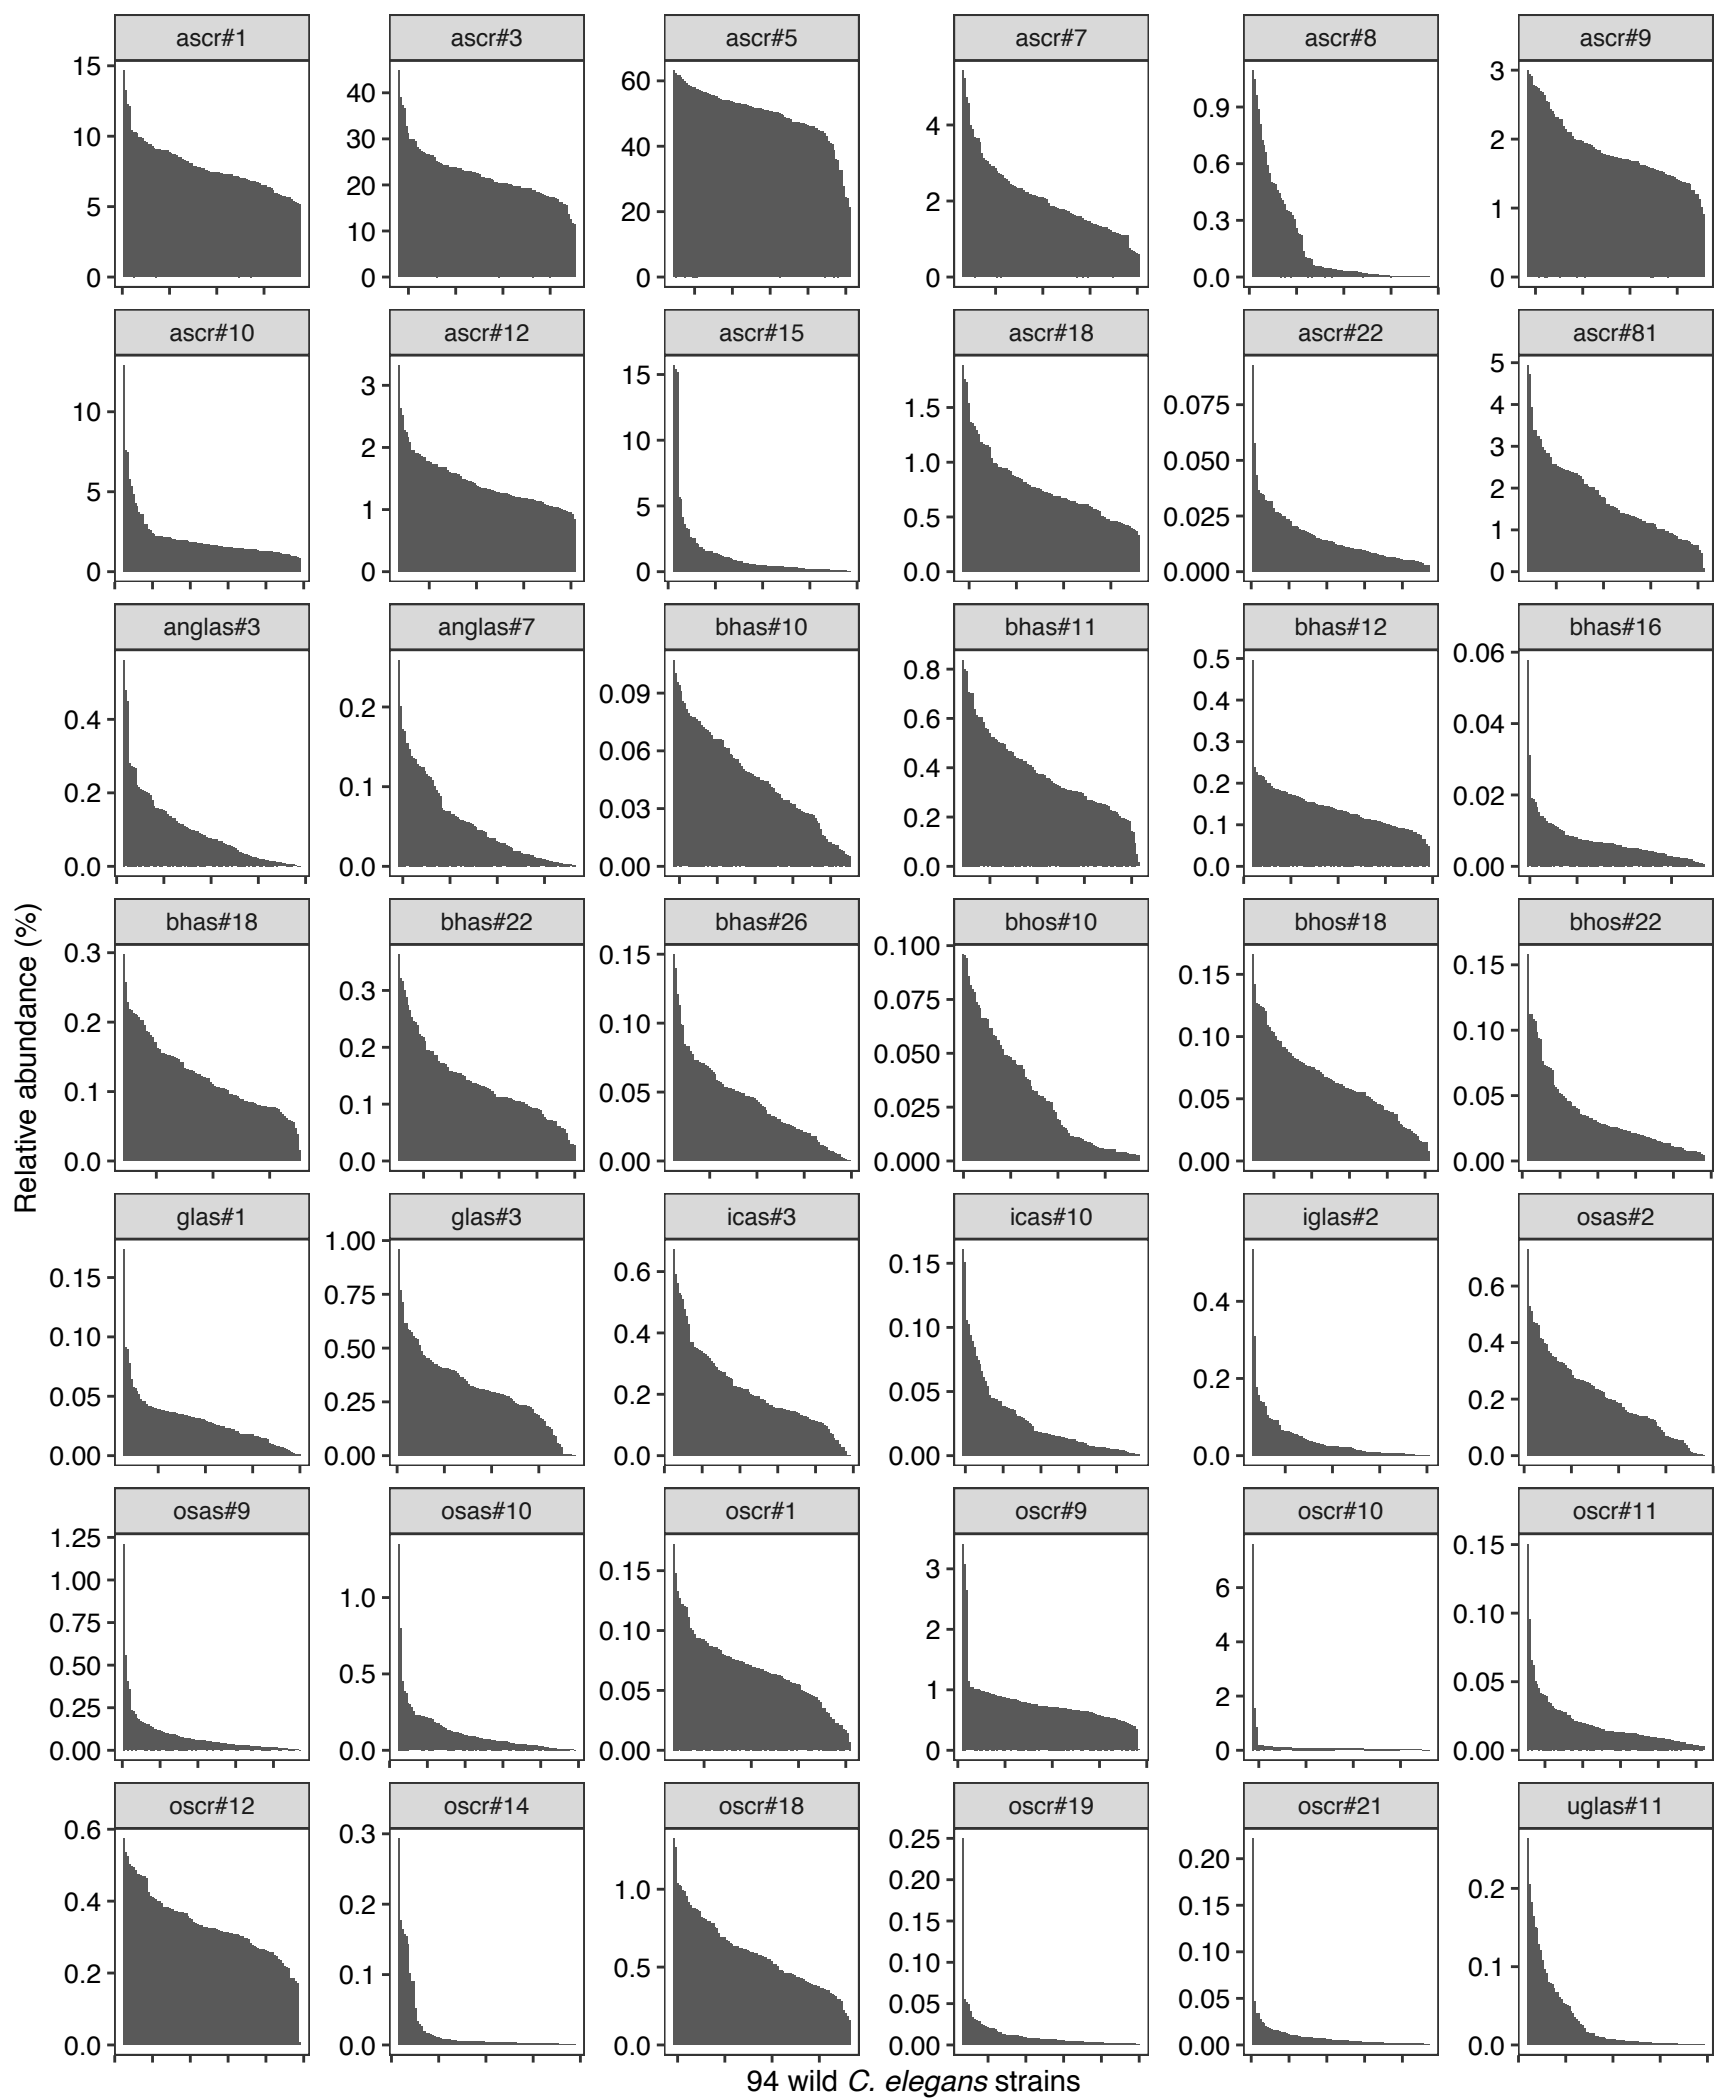 ascr#1 ascr#3 ascr#5 ascr#7 ascr#8 ascr#9
15 10 5 0
40 30 20 10 0
60 40 20 0
4 2 0
0.9 0.6 0.3 0.0
3 2 1 0
ascr#10 ascr#12 ascr#15 ascr#18 ascr#22 ascr#81
10 5 0
3 2 1 0
15 10 5 0
1.5 1.0 0.5 0.0
0.075 0.050 0.025 0.000
5 4 3 2 1 0
anglas#3 anglas#7 bhas#10 bhas#11 bhas#12 bhas#16
0.4 0.2 0.0
0.2 0.1 0.0
0.09 0.06 0.03 0.00
0.8 0.6 0.4 0.2 0.0
0.5 0.4 0.3 0.2 0.1 0.0
0.06 0.04 0.02 0.00
Relative abundance (%)
bhas#18 bhas#22 bhas#26 bhos#10 bhos#18 bhos#22
0.3 0.2 0.1 0.0
0.3 0.2 0.1 0.0
0.15 0.10 0.05 0.00
0.100 0.075 0.050 0.025 0.000
0.15 0.10 0.05 0.00
0.15 0.10 0.05 0.00
glas#1 glas#3 icas#3 icas#10 iglas#2 osas#2
0.15 0.10 0.05 0.00
1.00 0.75 0.50 0.25 0.00
0.6 0.4 0.2 0.0
0.15 0.10 0.05 0.00
0.4 0.2 0.0
0.6 0.4 0.2 0.0
osas#9 osas#10 oscr#1 oscr#9 oscr#10 oscr#11
1.25 1.00 0.75 0.50 0.25 0.00
1.0 0.5 0.0
0.15 0.10 0.05 0.00
3 2 1 0
6 4 2 0
0.15 0.10 0.05 0.00
oscr#12 oscr#14 oscr#18 oscr#19 oscr#21 uglas#11
0.6 0.4 0.2 0.0
0.3 0.2 0.1 0.0
1.0 0.5 0.0
0.25 0.20 0.15 0.10 0.05 0.00
0.20 0.15 0.10 0.05 0.00
0.2 0.1 0.0
94 wild C. elegans strains